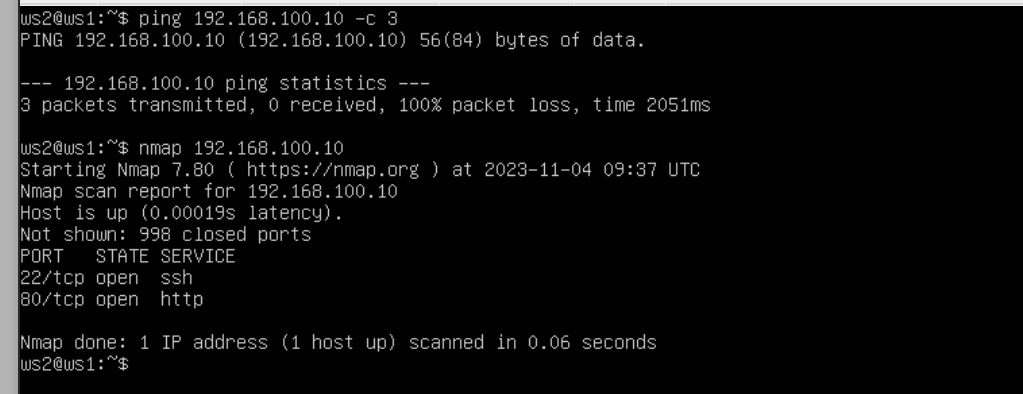 ws2@ws1:~$ ping 192.168.100.10 -c 3
PING 192.168.100.10 (192.168.100.10) 56(84) bytes of data.
--- 192.168.100.10 ping statistics ---
3 packets transmitted, 0 received, 100% packet loss, time 2051ms
ws2@ws1:~$ nmap 192.168.100.10
Starting Nmap 7.80 ( https://nmap.org ) at 2023-11-04 09:37 UTC
Nmap scan report for 192.168.100.10
Host is up (0.00019s latency).
Not shown: 998 closed ports
PORT   STATE SERVICE
22/tcp open  ssh
80/tcp open  http
Nmap done: 1 IP address (1 host up) scanned in 0.06 seconds
ws2@ws1:~$